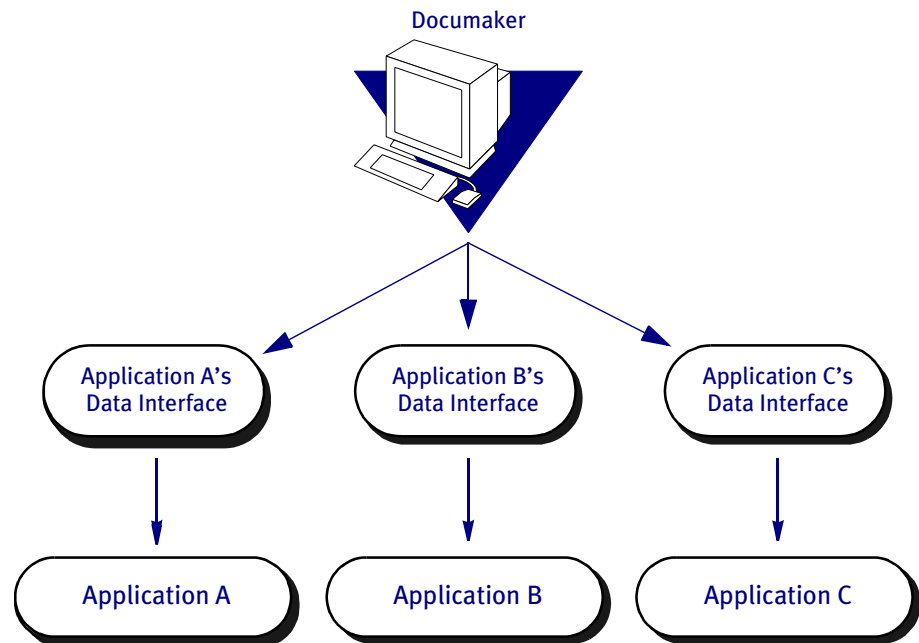 Documaker
Application A’s
Data Interface
Application B’s
Data Interface
Application C’s
Data Interface
Application A
Application B
Application C